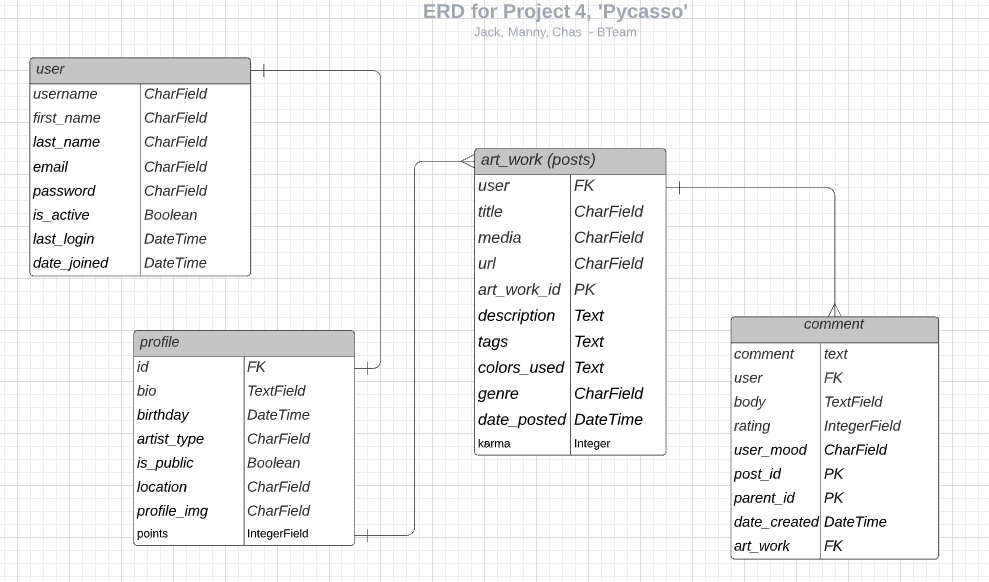 ERD for Project 4, 'Pycasso'
Jack, Manny, Chas - BTeam
user
username CharField
first_name CharField
last_name CharField
email CharField
password CharField
is_active Boolean
last_login DateTime
date_joined DateTime
profile
id FK
bio TextField
birthday DateTime
artist_type CharField
is_public Boolean
location CharField
profile_img CharField
points IntegerField
art_work (posts)
user FK
title CharField
media CharField
url CharField
art_work_id PK
description Text
tags Text
colors_used Text
genre CharField
date_posted DateTime
karma Integer
comment
comment text
user FK
body TextField
rating IntegerField
user_mood CharField
post_id PK
parent_id PK
date_created DateTime
art_work FK